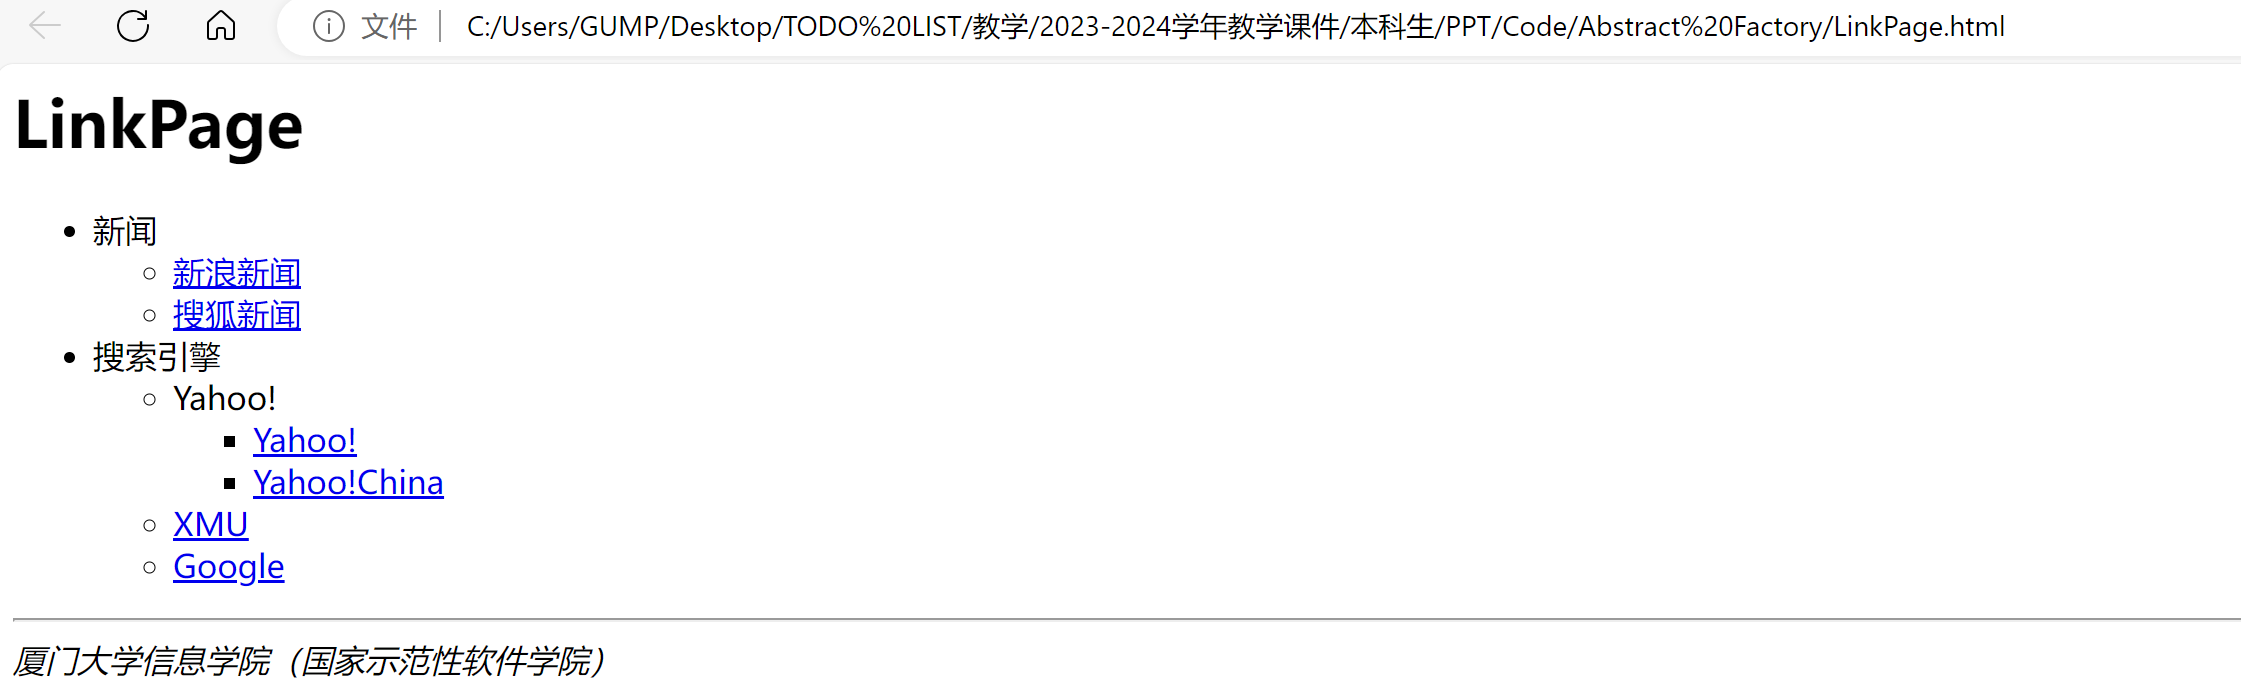 文件 C:/Users/GUMP/Desktop/TODO%20LIST/教学/2023-2024学年教学课件/本科生/PPT/Code/Abstract%20Factory/LinkPage.html
LinkPage
新闻
新浪新闻
搜狐新闻
搜索引擎
Yahoo!
Yahoo!
Yahoo!China
XMU
Google
厦门大学信息学院（国家示范性软件学院）